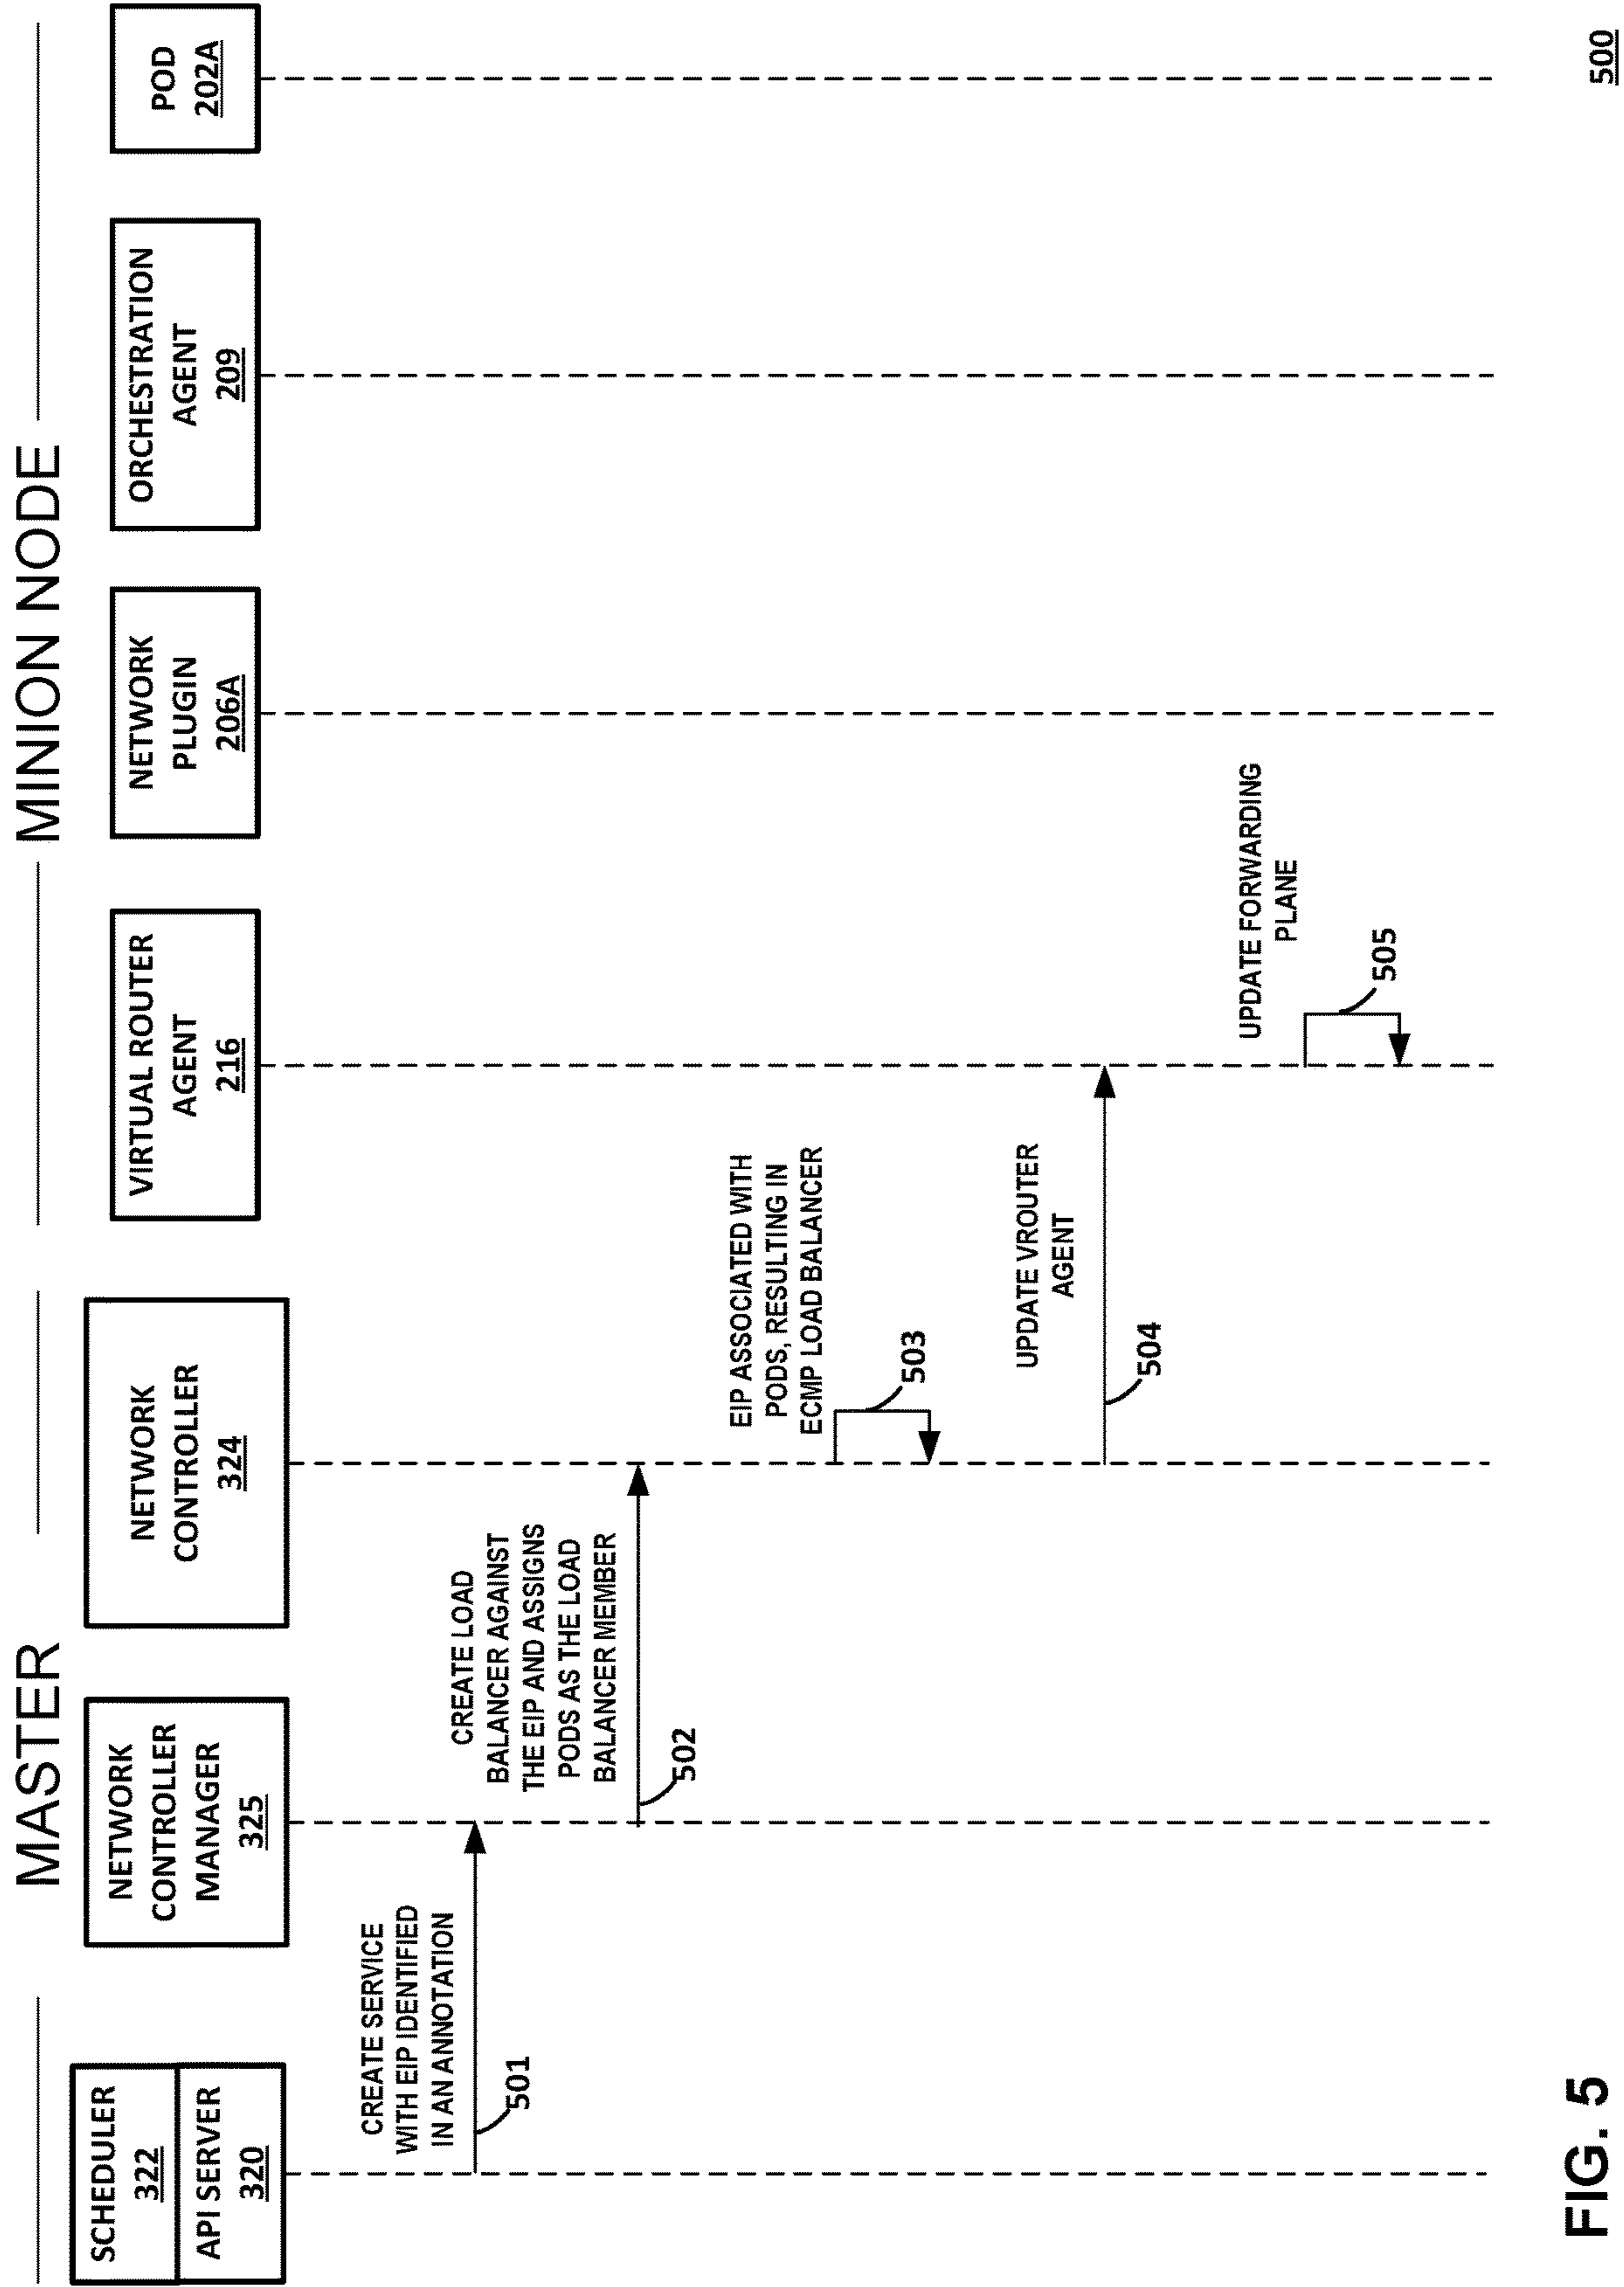 MASTER
MINION NODE
SCHEDULER
322
API SERVER
320
NETWORK
CONTROLLER
MANAGER
325
NETWORK
CONTROLLER
324
VIRTUAL ROUTER
AGENT
216
NETWORK
PLUGIN
206A
ORCHESTRATION
AGENT
209
POD
202A
CREATE SERVICE
WITH EIP IDENTIFIED
IN AN ANNOTATION
501
CREATE LOAD
BALANCER AGAINST
THE EIP AND ASSIGNS
PODS AS THE LOAD
BALANCER MEMBER
502
EIP ASSOCIATED WITH
PODS, RESULTING IN
ECMP LOAD BALANCER
503
UPDATE VROUTER
AGENT
504
UPDATE FORWARDING
PLANE
505
FIG. 5
500